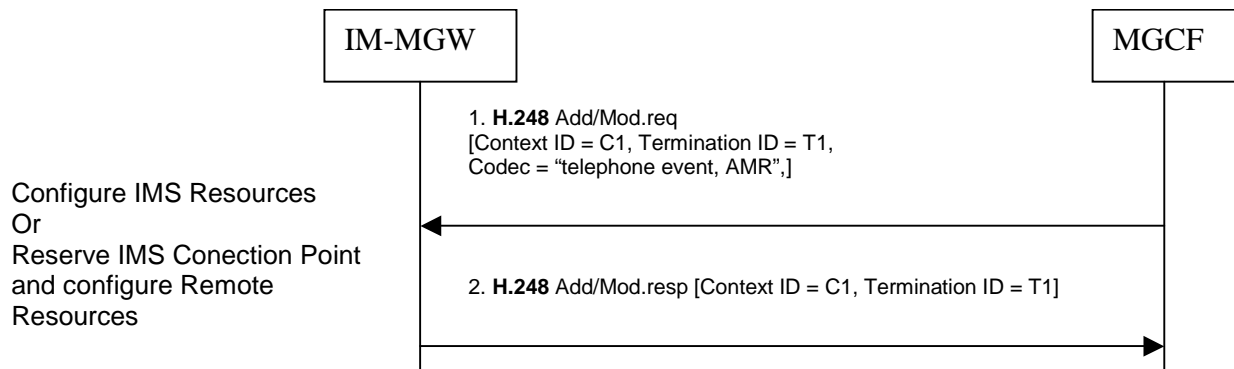 IM-MGW
MGCF
1. H.248 Add/Mod.req
[Context ID = C1, Termination ID = T1,
Codec = “telephone event, AMR”,]
Configure IMS Resources
Or
Reserve IMS Conection Point
and configure Remote
Resources
2. H.248 Add/Mod.resp [Context ID = C1, Termination ID = T1]